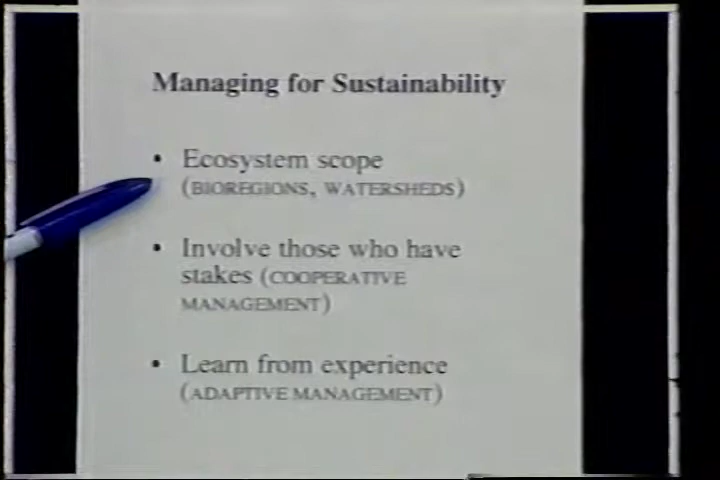 Managing for Sustainability
• Ecosystem scope
(BIOREGIONS, WATERSHEDS)
• Involve those who have
stakes (COOPERATIVE
MANAGEMENT)
• Learn from experience
(ADAPTIVE MANAGEMENT)